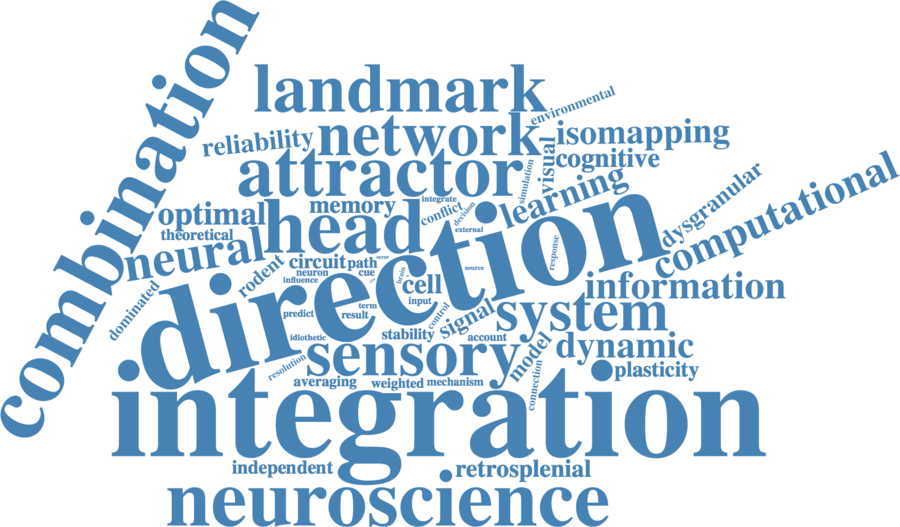 combination
landmark
environmental
reliability
network
isomapping
visual
cognitive
attractor
simulation
learning
dysgranular
computational
optimal
memory
integrate
conflict
decision
external
theoretical
head
neural
direction
response
rodent
circuit
path
neuron
cue
influence
brain
cell
source
information
dominated
term
input
predict
result
control
signal
system
idiothetic
stability
account
sensory
model
dynamic
resolution
averaging
weighted
mechanism
connection
plasticity
integration
independent
retrosplenial
neuroscience